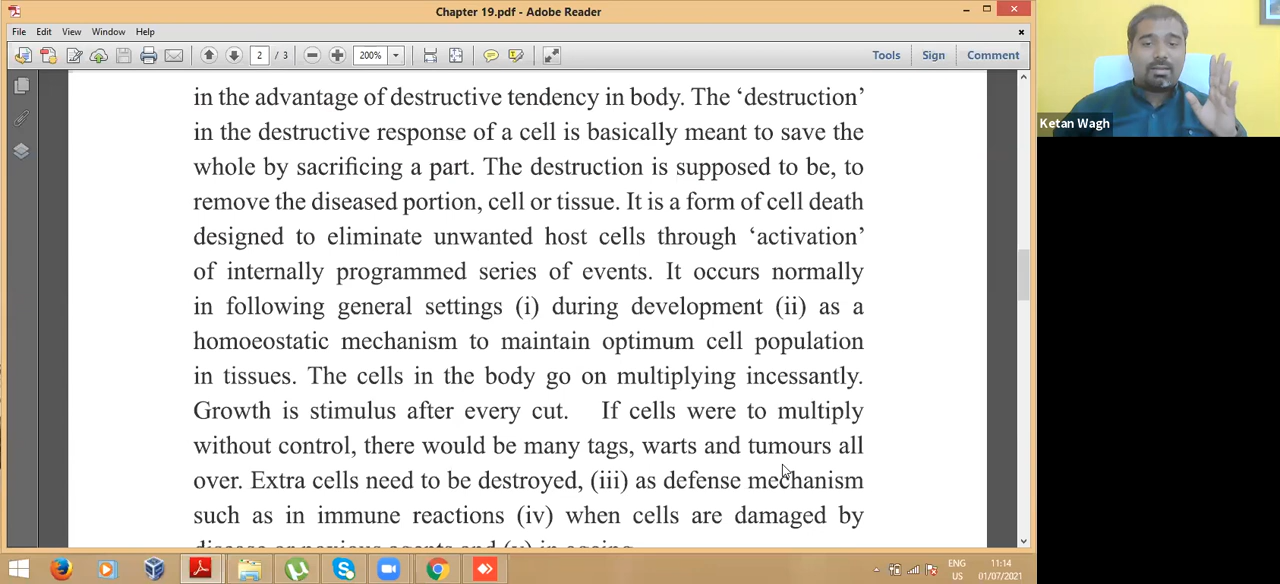 Chapter 19.pdf - Adobe Reader
File Edit View Window Help
2 / 3 200% Tools Sign Comment
in the advantage of destructive tendency in body. The ‘destruction’
in the destructive response of a cell is basically meant to save the
whole by sacrificing a part. The destruction is supposed to be, to
remove the diseased portion, cell or tissue. It is a form of cell death
designed to eliminate unwanted host cells through ‘activation’
of internally programmed series of events. It occurs normally
in following general settings (i) during development (ii) as a
homoeostatic mechanism to maintain optimum cell population
in tissues. The cells in the body go on multiplying incessantly.
Growth is stimulus after every cut. If cells were to multiply
without control, there would be many tags, warts and tumours all
over. Extra cells need to be destroyed, (iii) as defense mechanism
such as in immune reactions (iv) when cells are damaged by
Ketan Wagh
ENG
US
11:14
01/07/2021